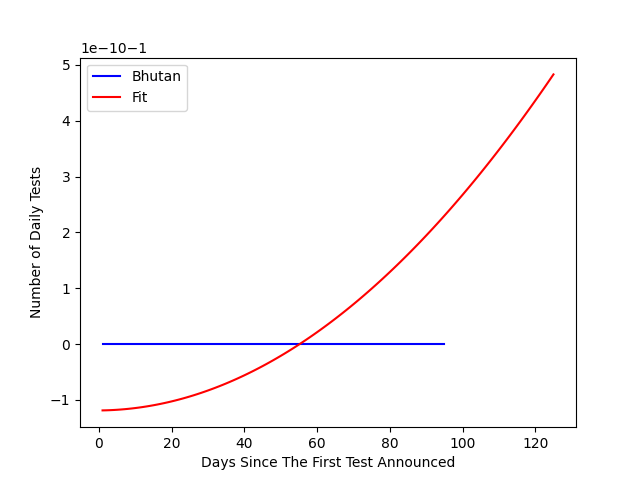 1e−10−1
Bhutan
Fit
5
4
3
2
1
0
−1
Number of Daily Tests
0 20 40 60 80 100 120
Days Since The First Test Announced